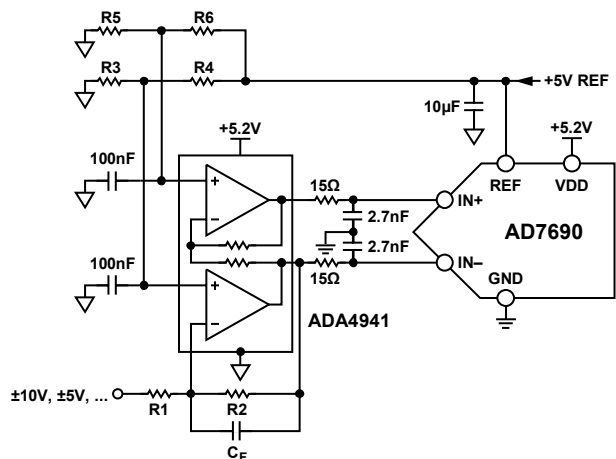 R5
R6
R3
R4
+5V REF
10µF
+5.2V
+5.2V
100nF
REF
VDD
+
15Ω
IN+
−
2.7nF
AD7690
2.7nF
100nF
15Ω
IN−
+
GND
−
ADA4941
±10V, ±5V, ...
R1
R2
CF